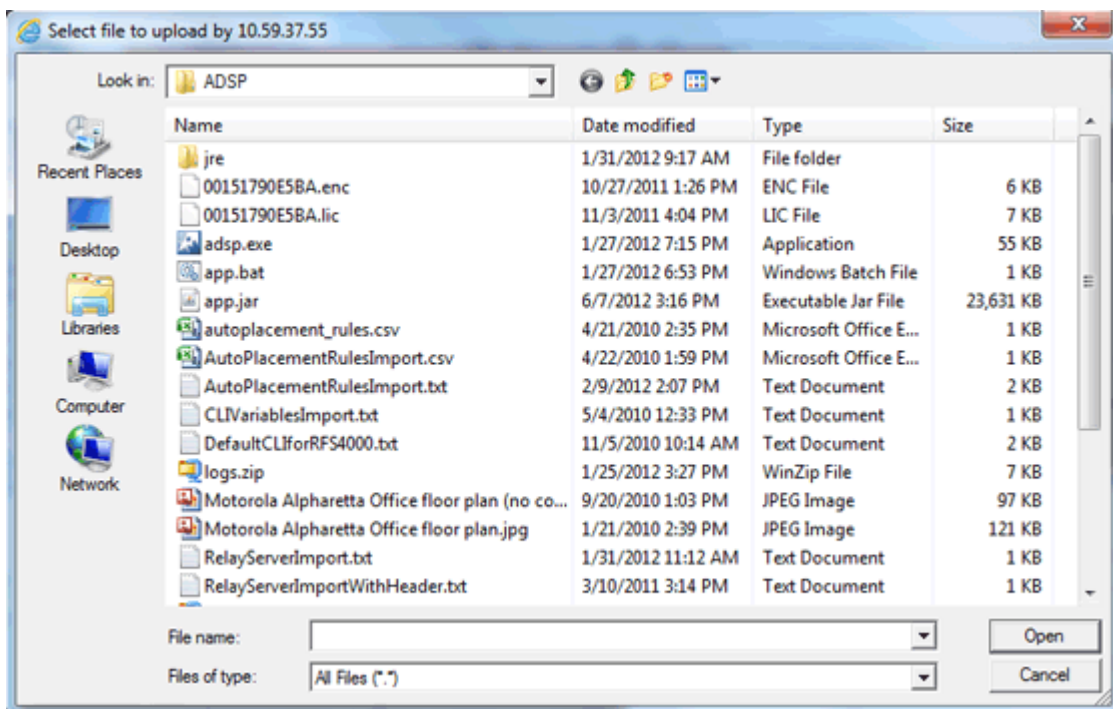 Select file to upload by 10.59.37.55
Look in: ADSP
Name Date modified Type Size
jre 1/31/2012 9:17 AM File folder
00151790E5BA.enc 10/27/2011 1:26 PM ENC File 6 KB
00151790E5BA.lic 11/3/2011 4:04 PM LIC File 7 KB
adsp.exe 1/27/2012 7:15 PM Application 55 KB
app.bat 1/27/2012 6:53 PM Windows Batch File 1 KB
app.jar 6/7/2012 3:16 PM Executable Jar File 23,631 KB
autoplacement_rules.csv 4/21/2010 2:35 PM Microsoft Office E... 1 KB
AutoPlacementRulesImport.csv 4/22/2010 1:59 PM Microsoft Office E... 1 KB
AutoPlacementRulesImport.txt 2/9/2012 2:07 PM Text Document 2 KB
CLIVariablesImport.txt 5/4/2010 12:33 PM Text Document 1 KB
DefaultCLIforRFS4000.txt 11/5/2010 10:14 AM Text Document 2 KB
logs.zip 1/25/2012 3:27 PM WinZip File 7 KB
Motorola Alpharetta Office floor plan (no co... 9/20/2010 1:03 PM JPEG Image 97 KB
Motorola Alpharetta Office floor plan.jpg 1/21/2010 2:39 PM JPEG Image 121 KB
RelayServerImport.txt 1/31/2012 11:12 AM Text Document 1 KB
RelayServerImportWithHeader.txt 3/10/2011 3:14 PM Text Document 1 KB
Recent Places
Desktop
Libraries
Computer
Network
File name: Open
Files of type: All Files (*.*) Cancel